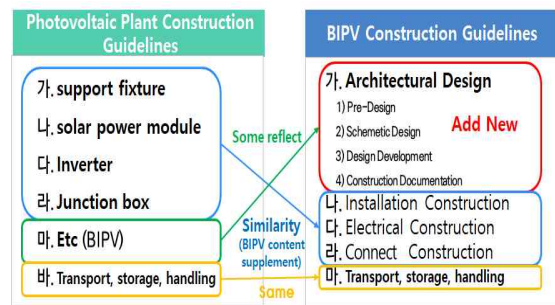 Photovoltaic Plant Construction
Guidelines
가. support fixture
나. solar power module
다. Inverter
라. Junction box
마. Etc (BIPV)
바. Transport, storage, handling
Some reflect
Similarity
(BIPV content
supplement)
Same
BIPV Construction Guidelines
가. Architectural Design
1) Pre-Design
2) Schemetic Design
3) Design Development
4) Construction Documentation
Add New
나. Installation Construction
다. Electrical Construction
라. Connect Construction
마. Transport, storage, handling